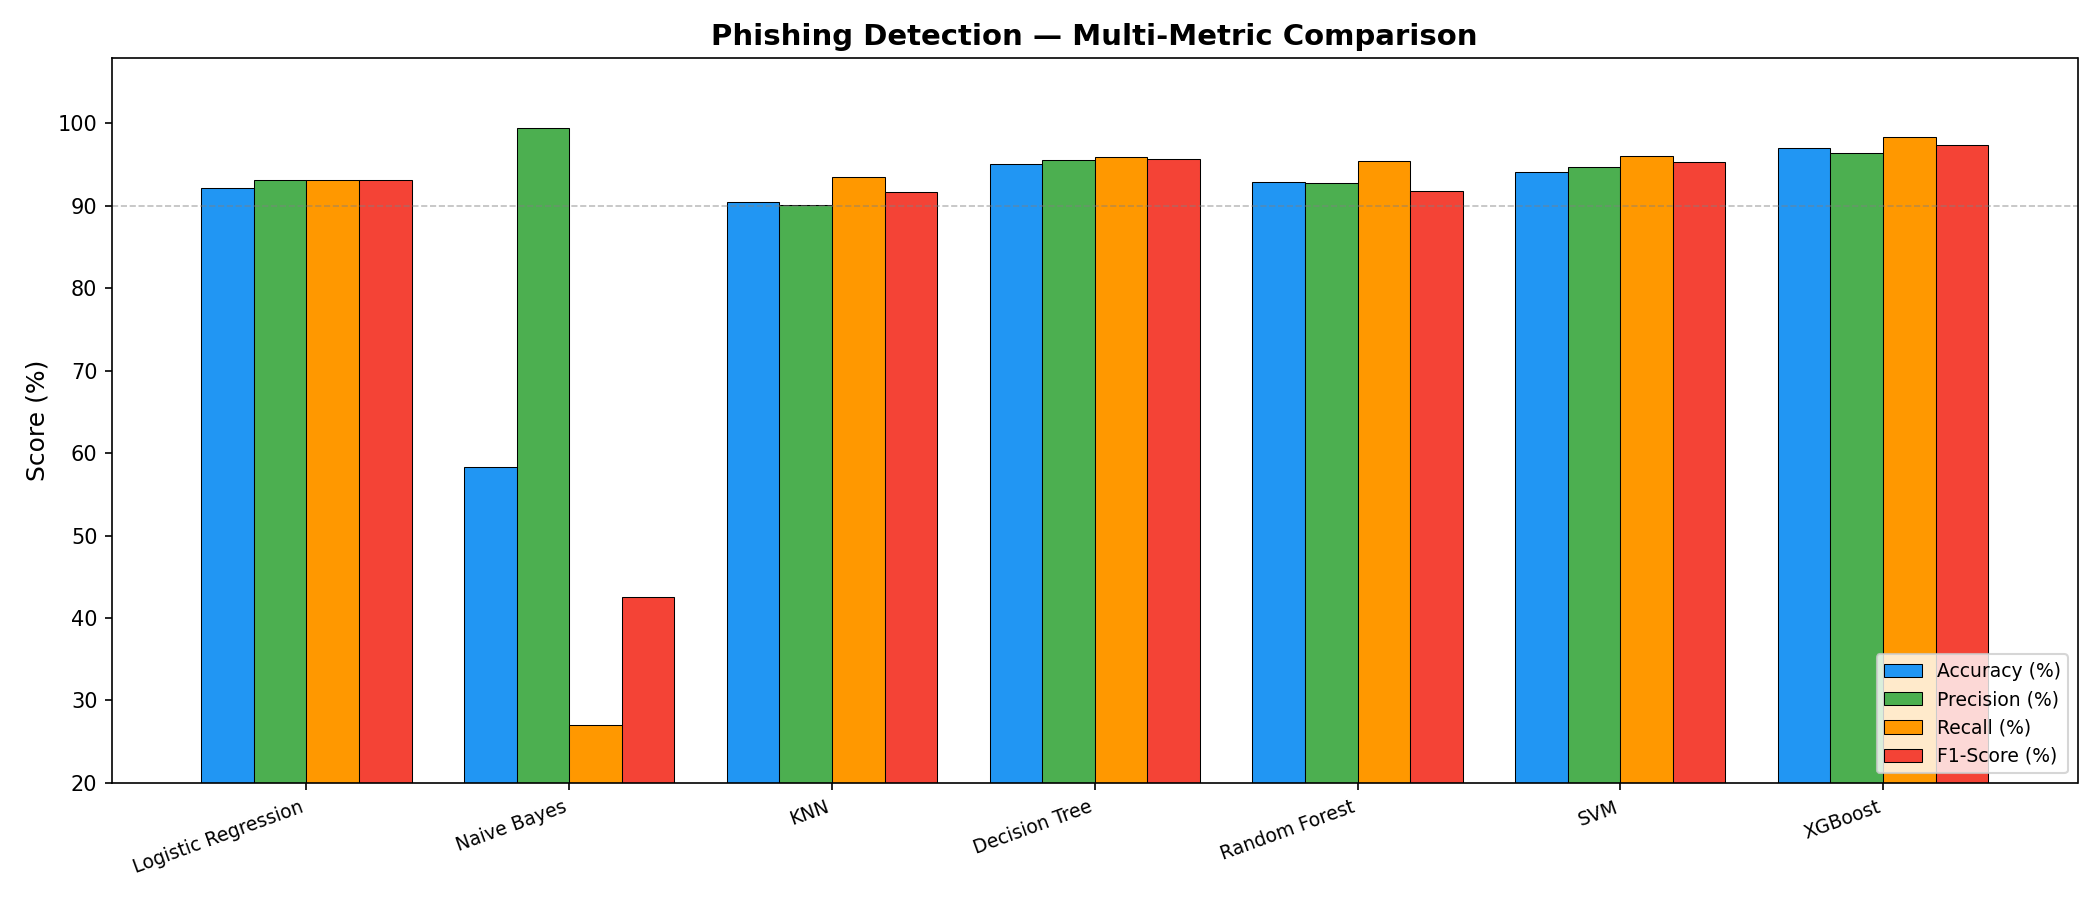 Phishing Detection — Multi-Metric Comparison
Score (%)
100
90
80
70
60
50
40
30
20
Logistic Regression
Naive Bayes
KNN
Decision Tree
Random Forest
SVM
XGBoost
Accuracy (%)
Precision (%)
Recall (%)
F1-Score (%)